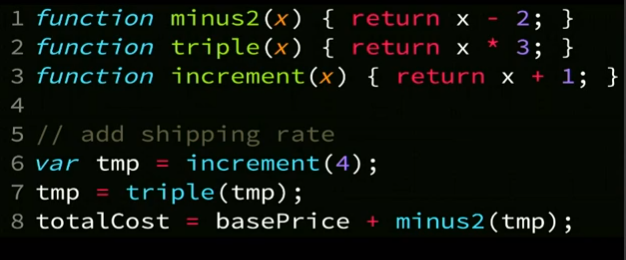 1 function minus2(x) { return x - 2; }
2 function triple(x) { return x * 3; }
3 function increment(x) { return x + 1; }
4
5 // add shipping rate
6 var tmp = increment(4);
7 tmp = triple(tmp);
8 totalCost = basePrice + minus2(tmp);